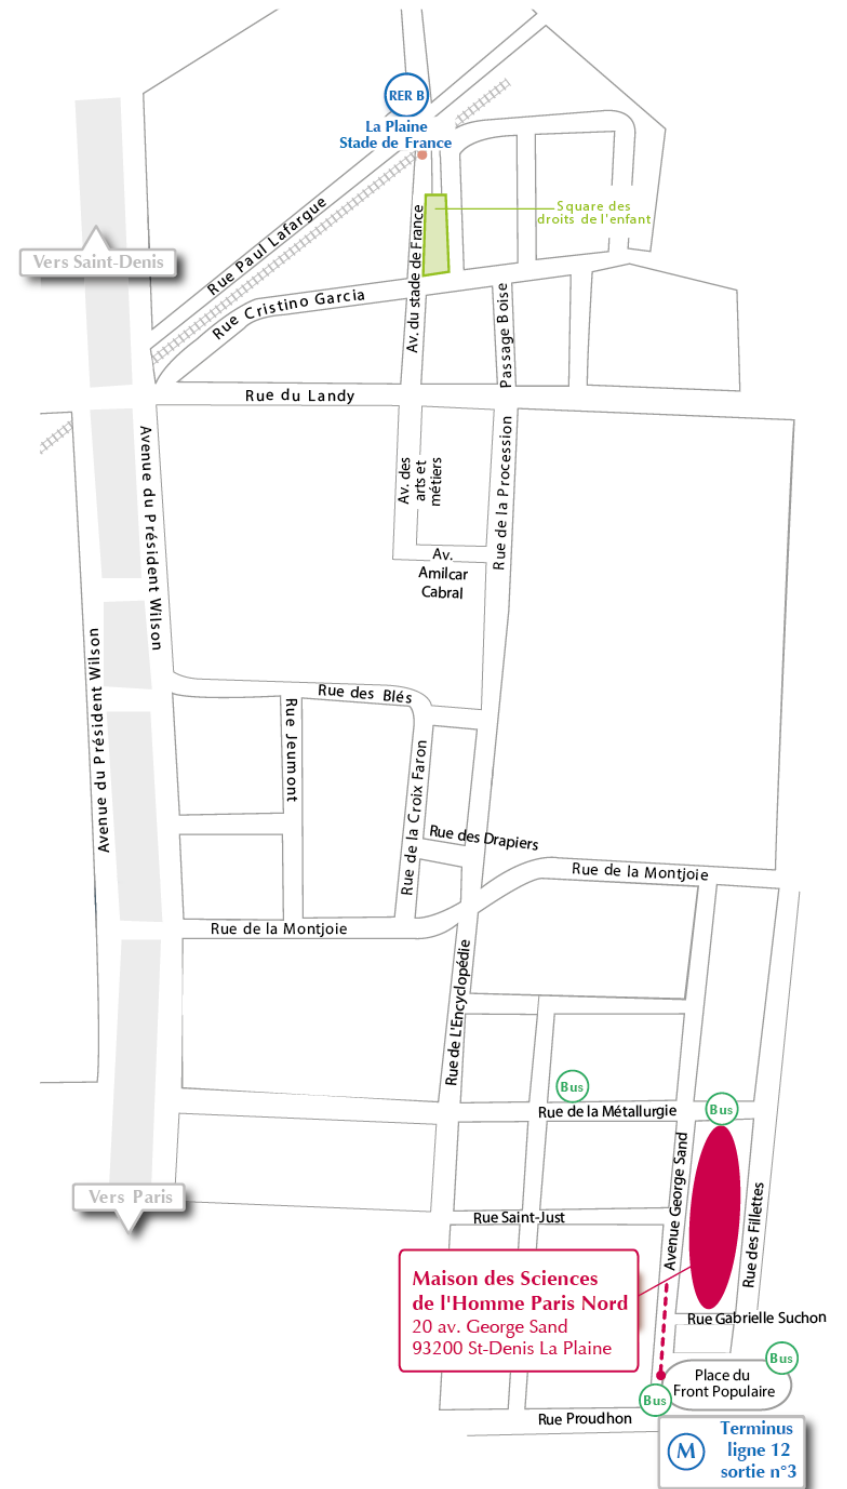 RER B
La Plaine
Stade de France
Square des
droits de l'enfant
Rue Paul Lafargue
Vers Saint-Denis
Rue Cristino Garcia
Av. du stade de France
Passage Boise
Rue du Landy
Avenue du Président Wilson
Av. des
arts et
métiers
Rue de la Procession
Av.
Amilcar
Cabral
Avenue du Président Wilson
Rue des Blés
Rue Jeumont
Rue de la Croix Faron
Rue des Drapiers
Rue de la Montjoie
Rue de la Montjoie
Rue de L'Encyclopédie
Bus
Rue de la Métallurgie
Bus
Avenue George Sand
Rue des Fillettes
Vers Paris
Rue Saint-Just
Maison des Sciences
de l'Homme Paris Nord
20 av. George Sand
93200 St-Denis La Plaine
Rue Gabrielle Suchon
Bus
Place du
Front Populaire
Bus
Rue Proudhon
M
Terminus
ligne 12
sortie n°3